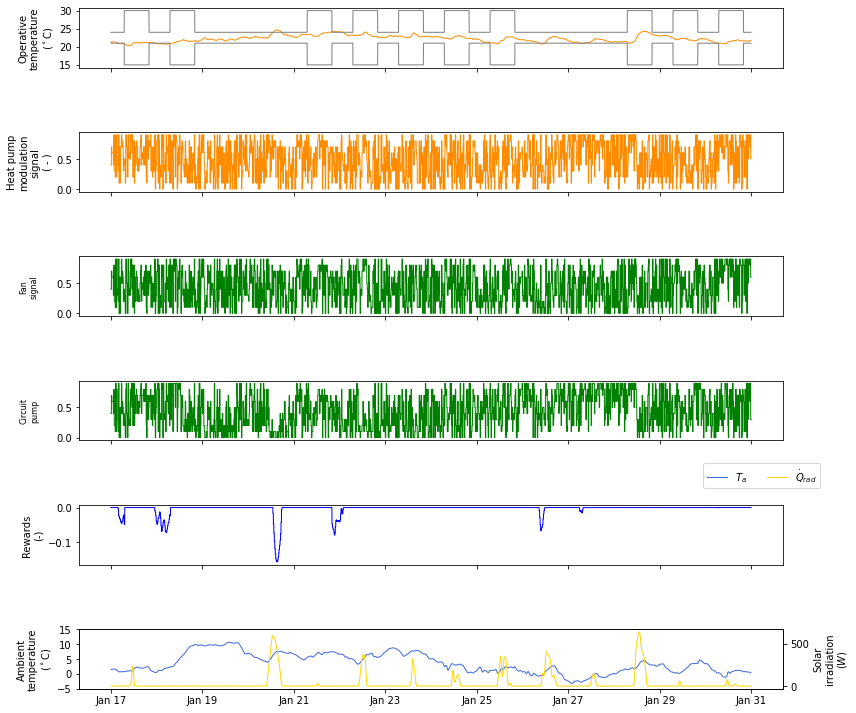 Operative
temperature
(°C)
30
25
20
15
Heat pump
modulation
signal
( - )
0.5
0.0
Fan
signal
0.5
0.0
Circuit
pump
0.5
0.0
T_a
Q̇_rad
Rewards
(-)
0.0
−0.1
Ambient
temperature
(°C)
15
10
5
0
−5
500
0
Solar
irradiation
(W)
Jan 17 Jan 19 Jan 21 Jan 23 Jan 25 Jan 27 Jan 29 Jan 31